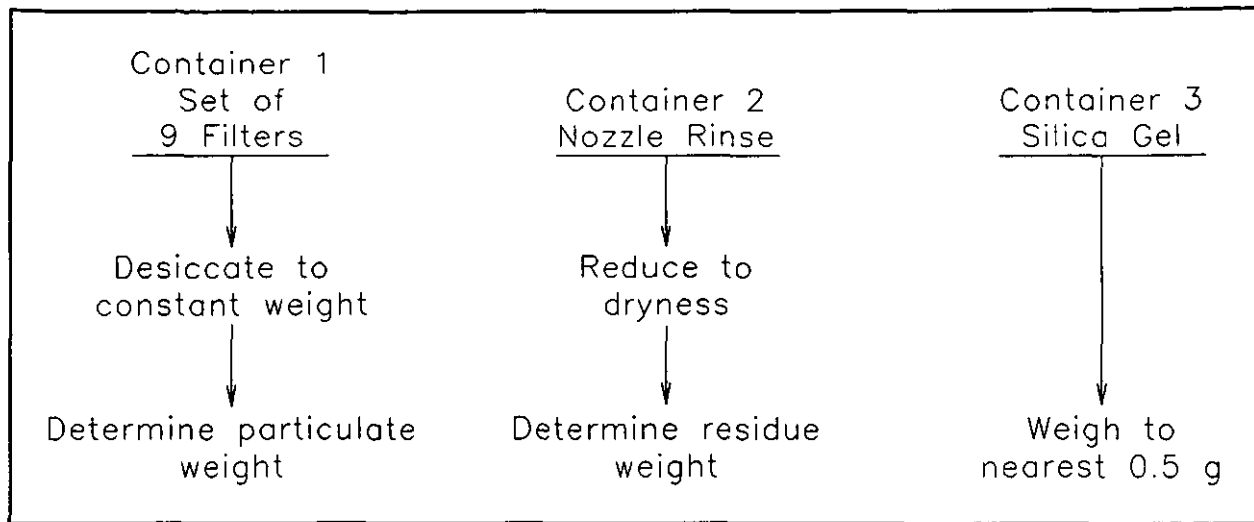 Container 1
Set of
9 Filters
Desiccate to
constant weight
Determine particulate
weight
Container 2
Nozzle Rinse
Reduce to
dryness
Determine residue
weight
Container 3
Silica Gel
Weigh to
nearest 0.5 g